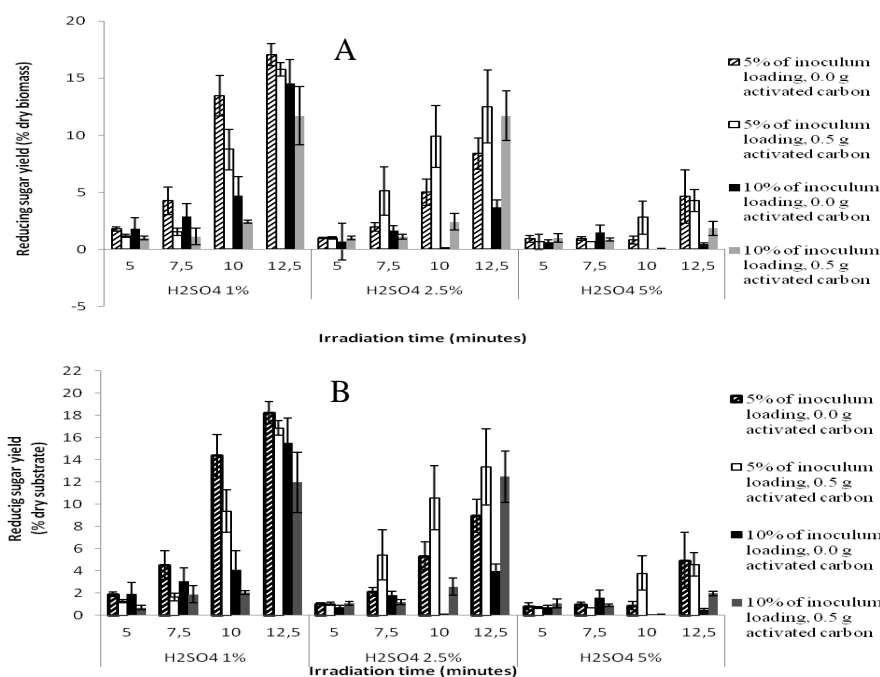 A
Reducing sugar yield (% dry biomass)
20
15
10
5
0
-5
5 7,5 10 12,5 5 7,5 10 12,5 5 7,5 10 12,5
H2SO4 1% H2SO4 2.5% H2SO4 5%
Irradiation time (minutes)
5% of inoculum
loading, 0.0 g
activated carbon
5% of inoculum
loading, 0.5 g
activated carbon
10% of inoculum
loading, 0.0 g
activated carbon
10% of inoculum
loading, 0.5 g
activated carbon
B
Reducig sugar yield
(% dry substrate)
22
20
18
16
14
12
10
8
6
4
2
0
5 7,5 10 12,5 5 7,5 10 12,5 5 7,5 10 12,5
H2SO4 1% H2SO4 2.5% H2SO4 5%
Irradiation time (minutes)
5% of inoculum
loading, 0.0 g
activated carbon
5% of inoculum
loading, 0.5 g
activated carbon
10% of inoculum
loading, 0.0 g
activated carbon
10% of inoculum
loading, 0.5 g
activated carbon